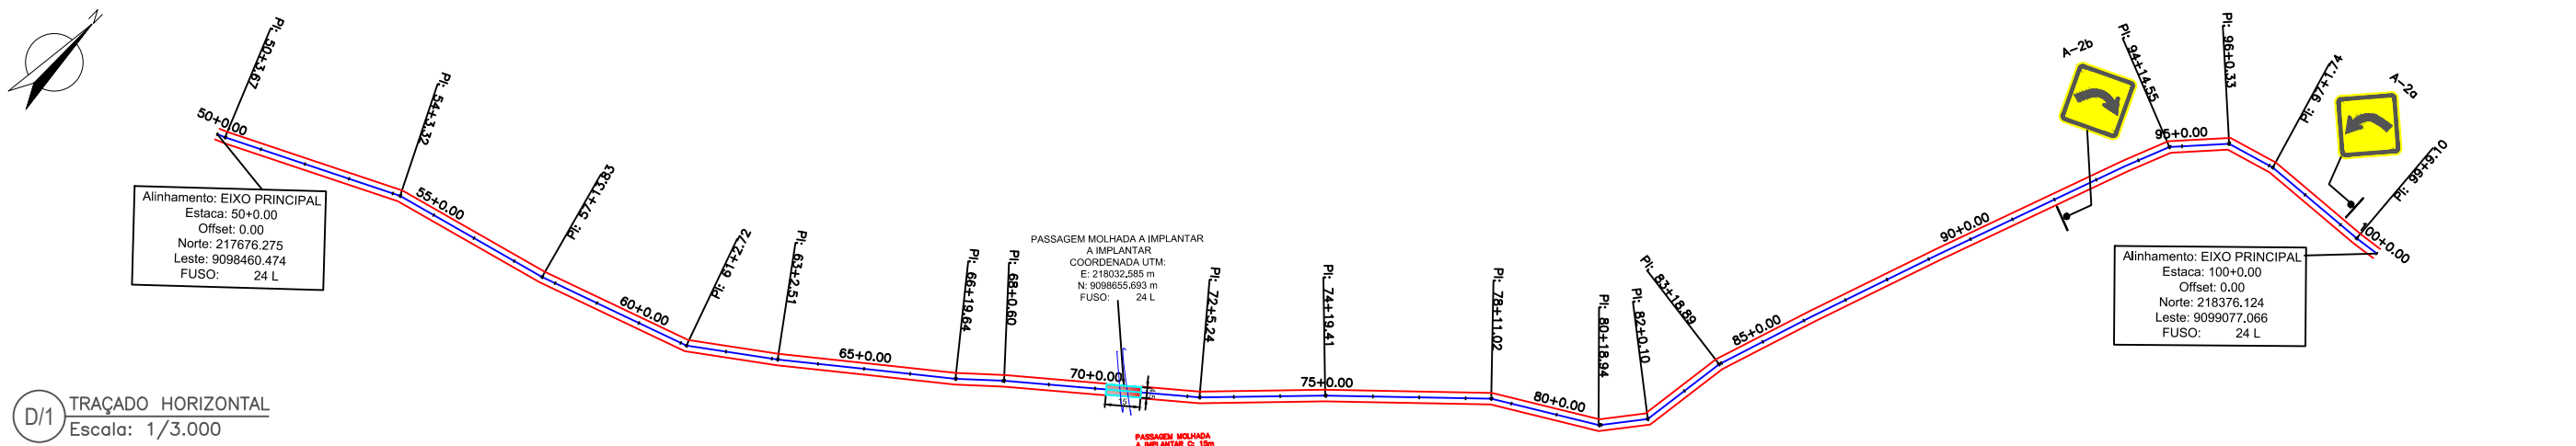 N
PI: 50+3.67
50+0.00
Alinhamento: EIXO PRINCIPAL
Estaca: 50+0.00
Offset: 0.00
Norte: 217676.275
Leste: 9098460.474
FUSO: 24 L
PI: 54+3.32
55+0.00
PI: 57+13.83
60+0.00
PI: 61+2.72
PI: 63+2.51
65+0.00
PI: 66+19.64
PI: 68+0.60
PASSAGEM MOLHADA A IMPLANTAR
A IMPLANTAR
COORDENADA UTM:
E: 218032.585 m
N: 9098655.693 m
FUSO: 24 L
70+0.00
15
PASSAGEM MOLHADA
A IMPLANTAR C: 15m
PI: 72+5.24
PI: 74+19.41
75+0.00
PI: 78+11.02
80+0.00
PI: 80+18.94
PI: 82+0.10
PI: 83+18.89
85+0.00
90+0.00
A-2b
PI: 94+14.55
95+0.00
PI: 96+0.33
PI: 97+1.74
A-2a
PI: 99+9.10
100+0.00
Alinhamento: EIXO PRINCIPAL
Estaca: 100+0.00
Offset: 0.00
Norte: 218376.124
Leste: 9099077.066
FUSO: 24 L
D/1
TRAÇADO HORIZONTAL
Escala: 1/3.000